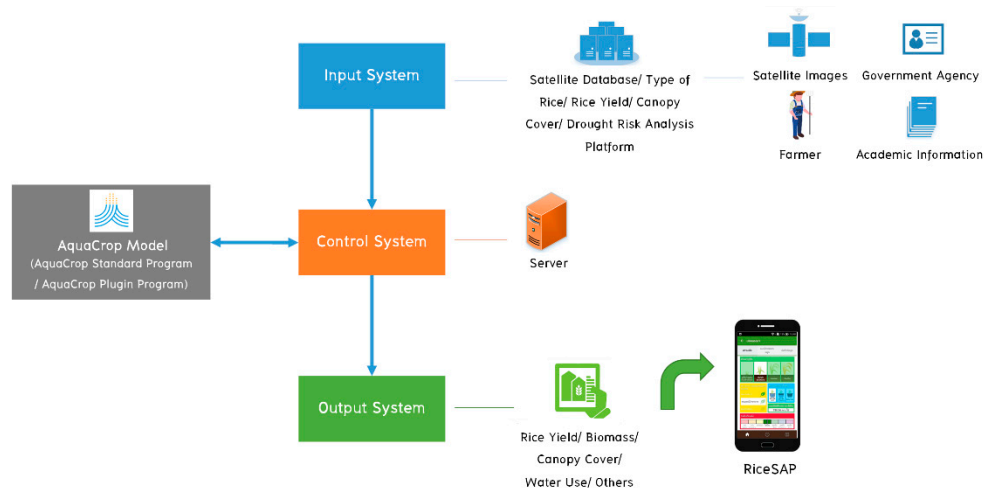 Input System
Satellite Database/ Type of
Rice/ Rice Yield/ Canopy
Cover/ Drought Risk Analysis
Platform
Satellite Images
Government Agency
Farmer
Academic Information
AquaCrop Model
(AquaCrop Standard Program
/ AquaCrop Plugin Program)
Control System
Server
Output System
Rice Yield/ Biomass/
Canopy Cover/
Water Use/ Others
RiceSAP